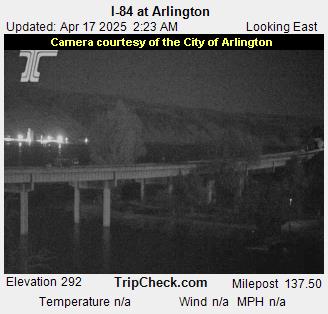 I-84 at Arlington
Updated: Apr 17 2025 2:23 AM Looking East
Camera courtesy of the City of Arlington
Elevation 292 TripCheck.com Milepost 137.50
Temperature n/a Wind n/a MPH n/a